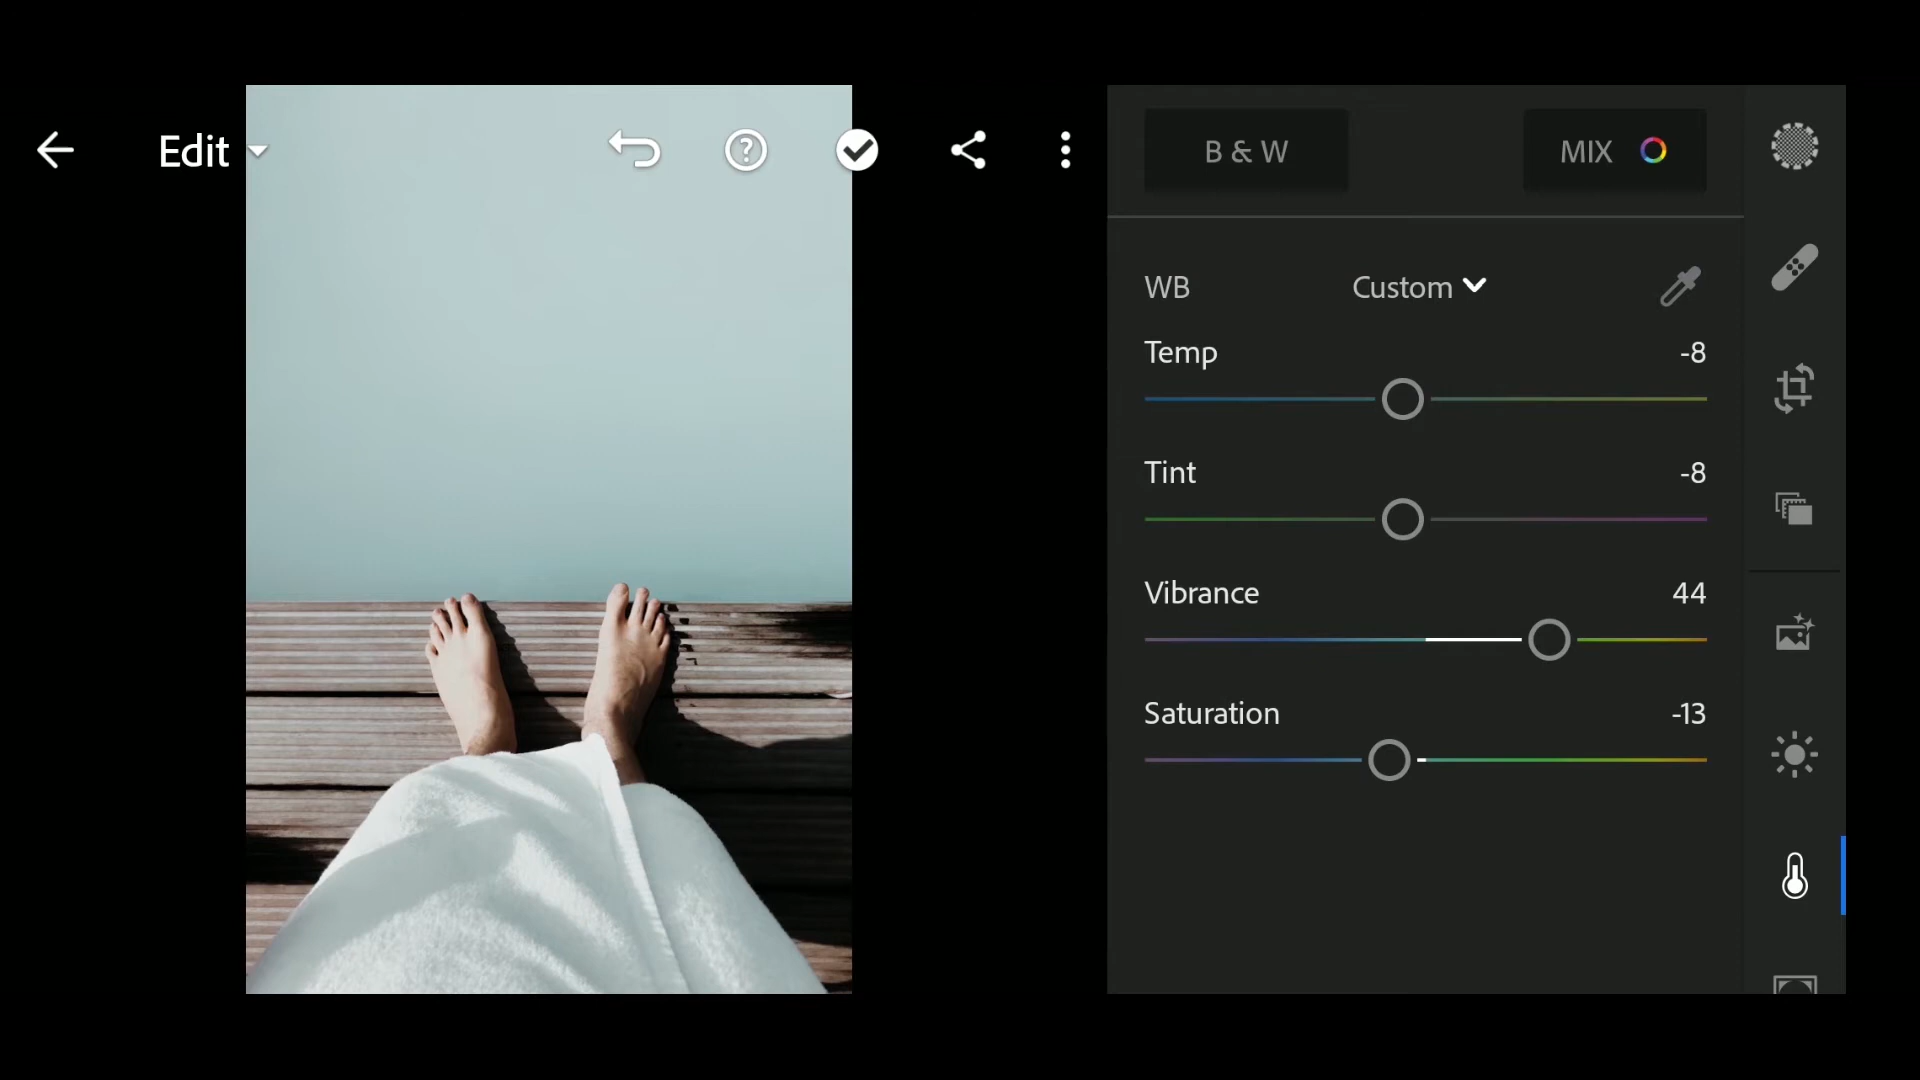 Edit
B & W
MIX
WB Custom
Temp -8
Tint -8
Vibrance 44
Saturation -13